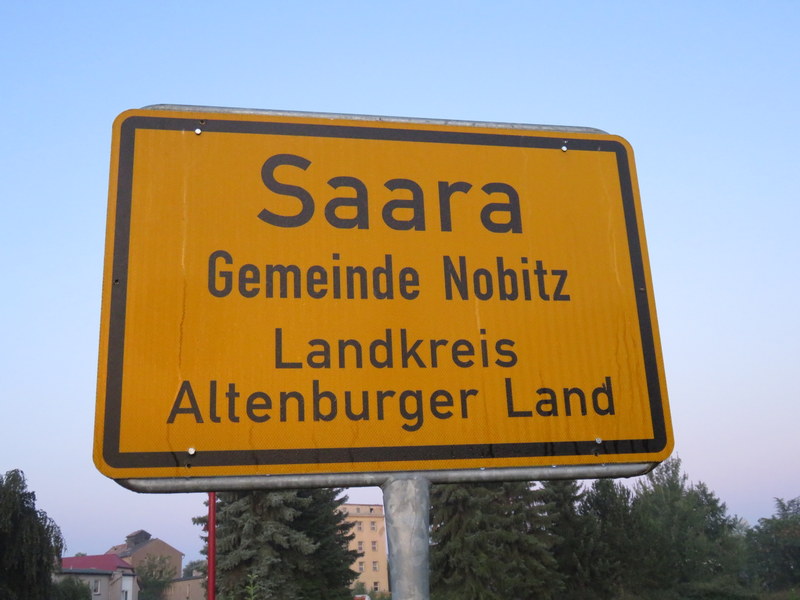 Saara
Gemeinde Nobitz
Landkreis
Altenburger Land